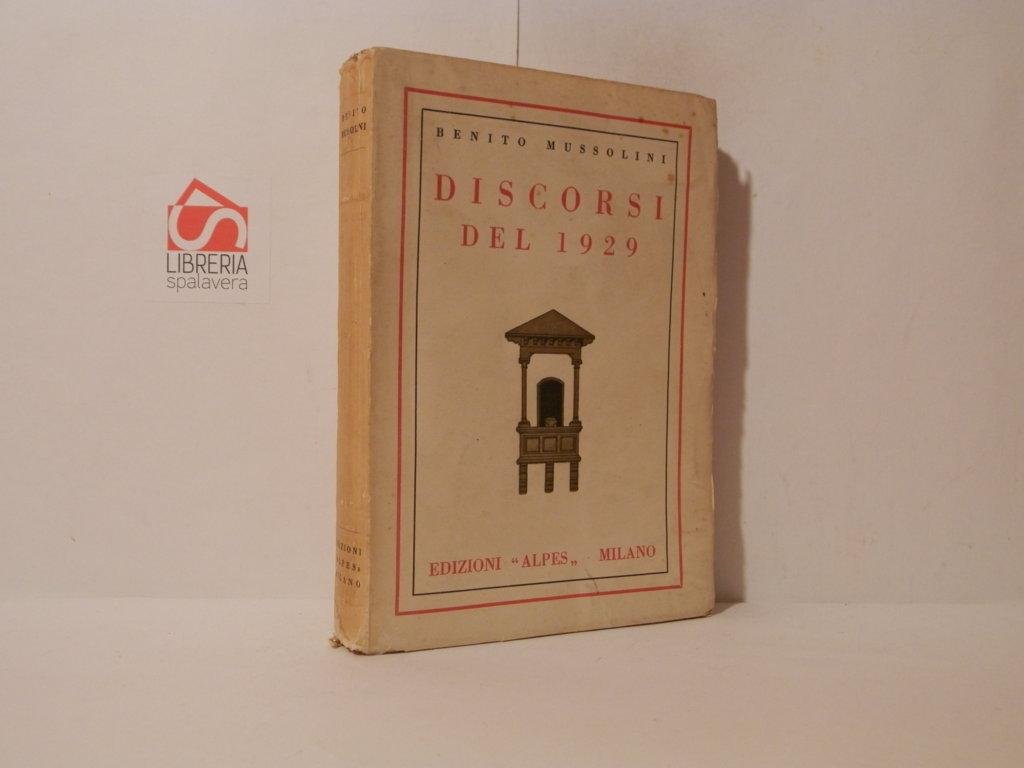 BENITO MUSSOLINI
DISCORSI
DEL 1929
EDIZIONI “ALPES„ MILANO
LIBRERIA
spalavera